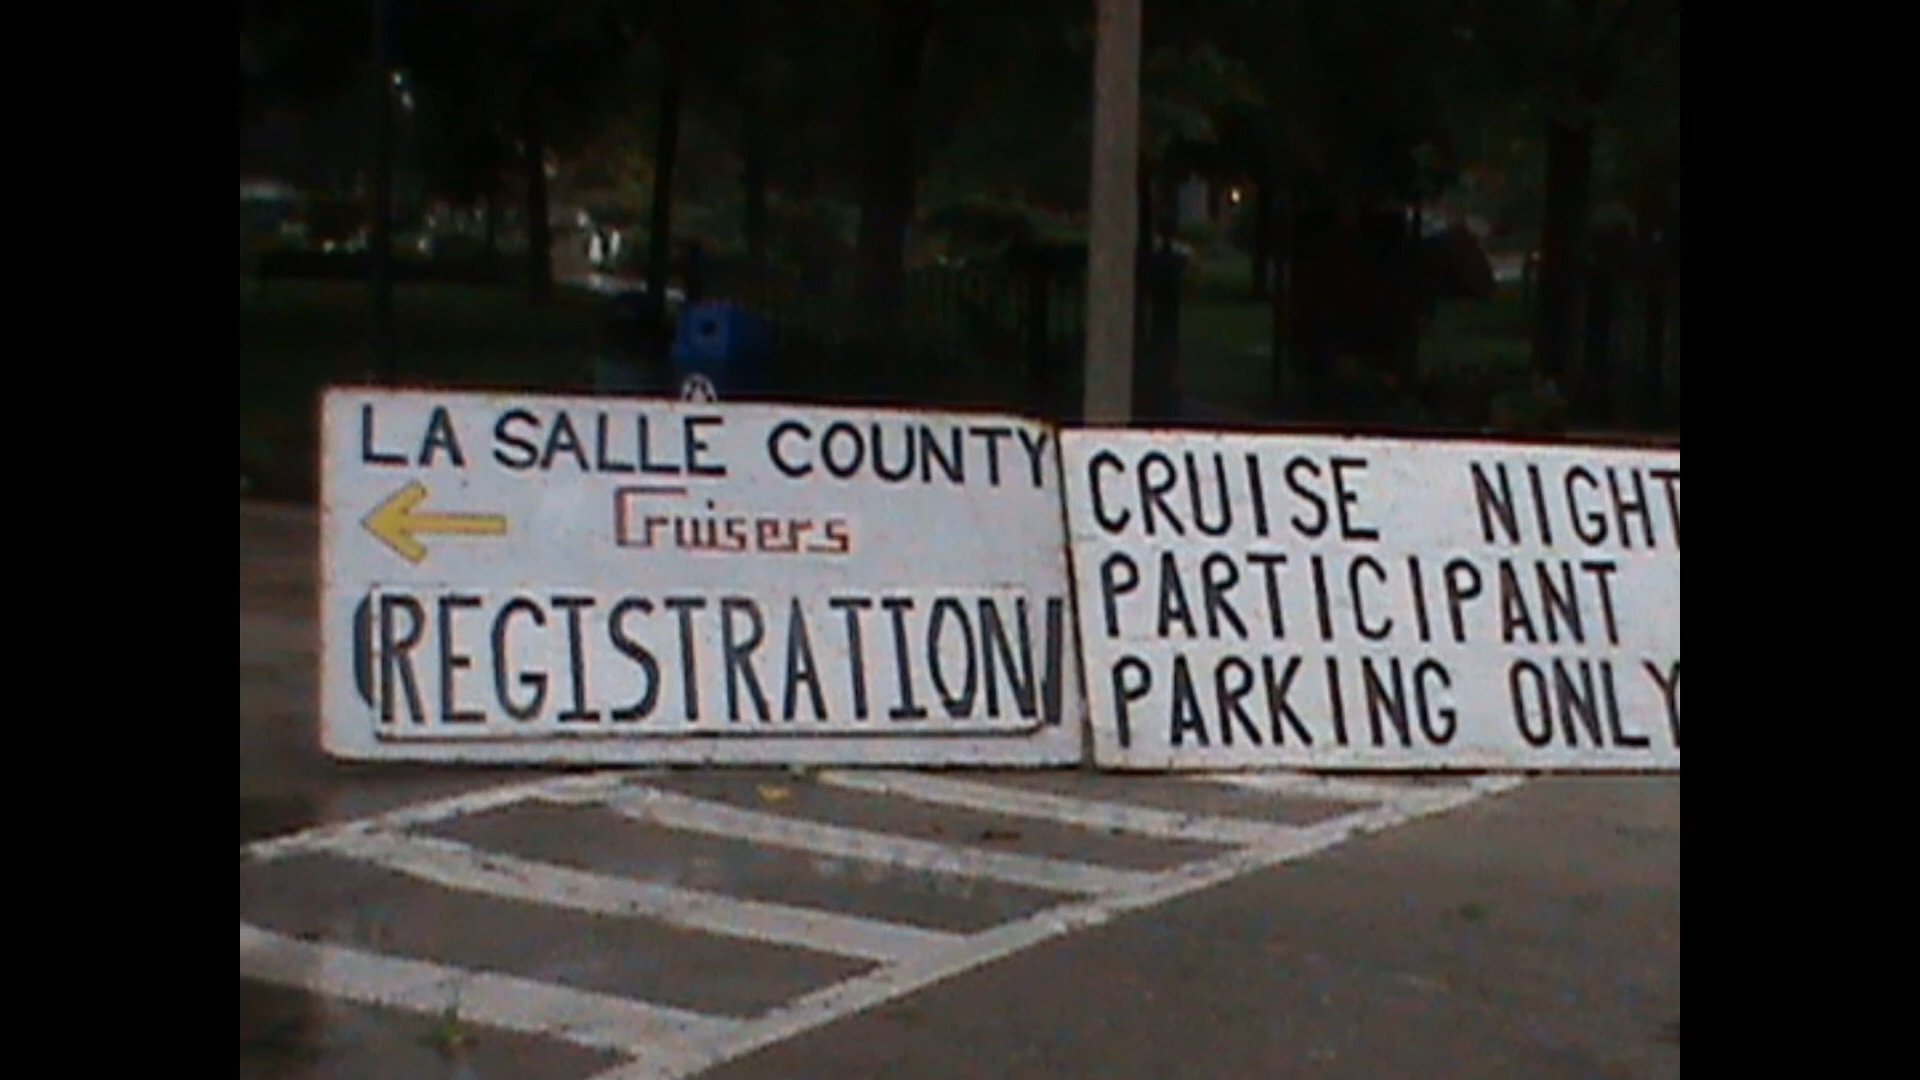 LA SALLE COUNTY
Cruisers
REGISTRATION
CRUISE NIGHT
PARTICIPANT
PARKING ONLY